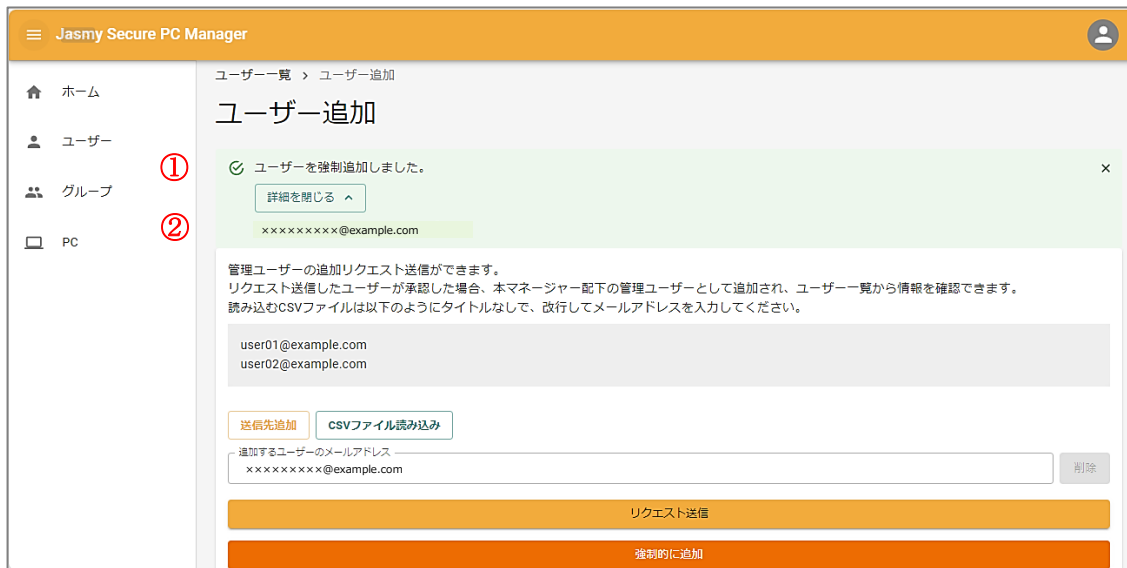 Jasmy Secure PC Manager
ホーム
ユーザー
グループ
PC
ユーザー一覧 › ユーザー追加
ユーザー追加
①
ユーザーを強制追加しました。
×
詳細を閉じる
②
×××××××××@example.com
管理ユーザーの追加リクエスト送信ができます。
リクエスト送信したユーザーが承認した場合、本マネージャー配下の管理ユーザーとして追加され、ユーザー一覧から情報を確認できます。
読み込むCSVファイルは以下のようにタイトルなしで、改行してメールアドレスを入力してください。
user01@example.com
user02@example.com
送信先追加 CSVファイル読み込み
追加するユーザーのメールアドレス
×××××××××@example.com
削除
リクエスト送信
強制的に追加